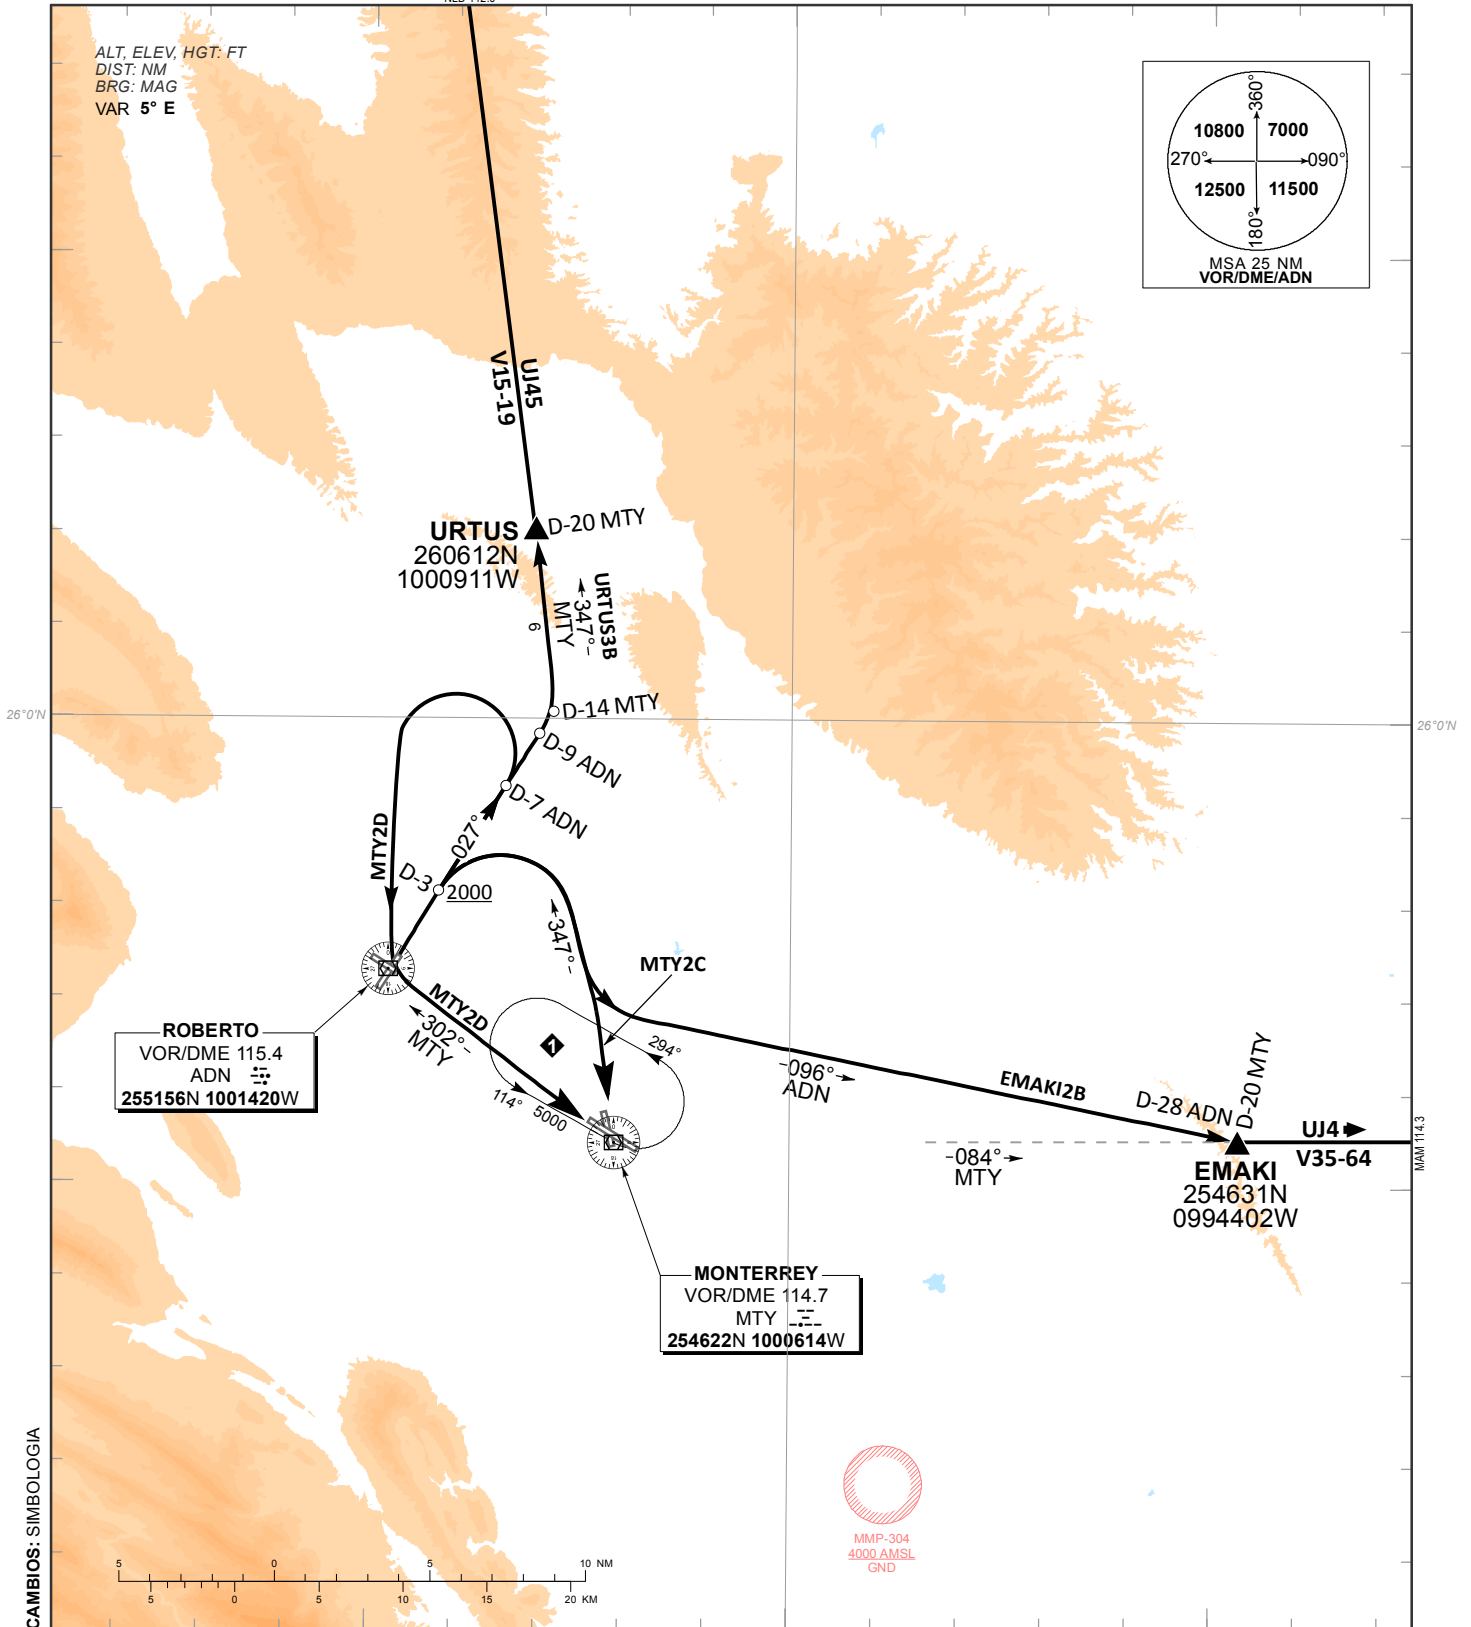 ALT, ELEV, HGT: FT
DIST: NM
BRG: MAG
VAR 5° E
360°
10800 7000
270° 090°
12500 11500
180°
MSA 25 NM
VOR/DME/ADN
UJ45
V15-19
URTUS
260612N
1000911W
D-20 MTY
URTUS3B
347°
MTY
6
D-14 MTY
26°0'N
26°0'N
D-9 ADN
D-7 ADN
027°
MTY2D
D-3
2000
347°
MTY2C
MTY2D
302°
MTY
1
294°
114°
5000
ROBERTO
VOR/DME 115.4
ADN
255156N 1001420W
096°
ADN
EMAKI2B
D-28 ADN
D-20 MTY
084°
MTY
UJ4
V35-64
MAM 114.3
EMAKI
254631N
0994402W
MONTERREY
VOR/DME 114.7
MTY
254622N 1000614W
MMP-304
4000 AMSL
GND
5 0 5 10 NM
5 0 5 10 15 20 KM
CAMBIOS: SIMBOLOGIA